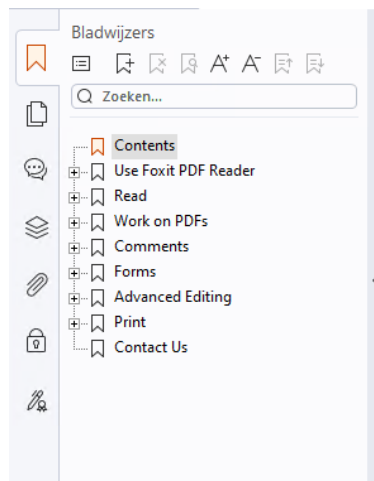 Bladwijzers
A+ A-
Zoeken...
Contents
Use Foxit PDF Reader
Read
Work on PDFs
Comments
Forms
Advanced Editing
Print
Contact Us